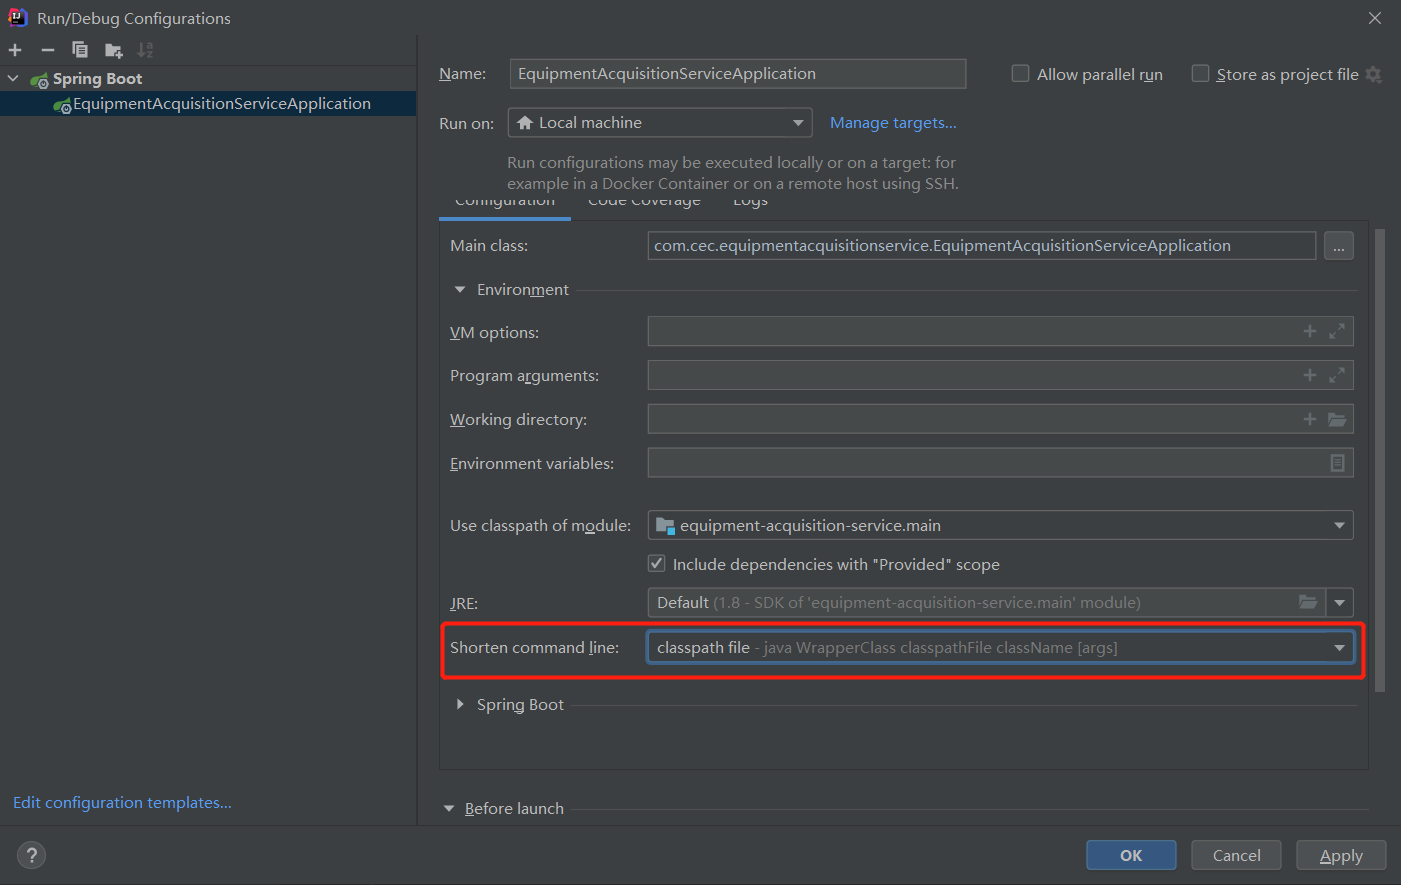 Run/Debug Configurations
Spring Boot
EquipmentAcquisitionServiceApplication
Edit configuration templates...
Name: EquipmentAcquisitionServiceApplication
Allow parallel run
Store as project file
Run on: Local machine
Manage targets...
Run configurations may be executed locally or on a target: for
example in a Docker Container or on a remote host using SSH.
Configuration Code Coverage Logs
Main class: com.cec.equipmentacquisitionservice.EquipmentAcquisitionServiceApplication ...
Environment
VM options:
Program arguments:
Working directory:
Environment variables:
Use classpath of module: equipment-acquisition-service.main
Include dependencies with "Provided" scope
JRE: Default (1.8 - SDK of 'equipment-acquisition-service.main' module)
Shorten command line: classpath file - java WrapperClass classpathFile className [args]
Spring Boot
Before launch
?
OK
Cancel
Apply